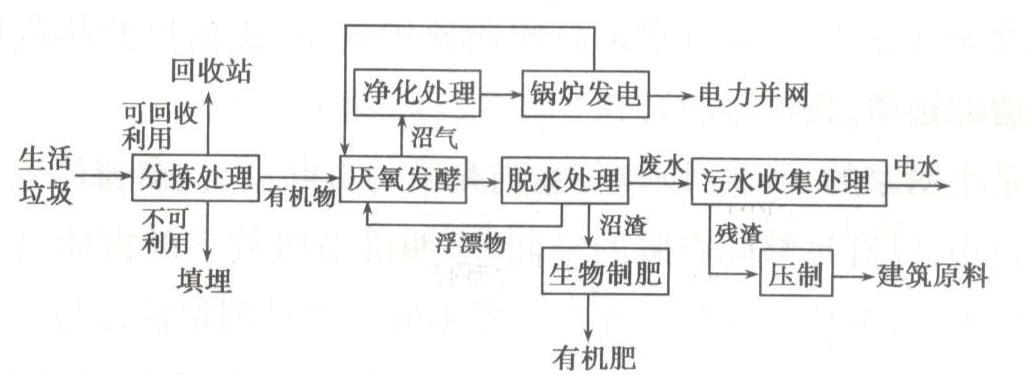 回收站
可回收
利用
生活
垃圾
分拣处理
不可
利用
填埋
有机物
厌氧发酵
沼气
净化处理
锅炉发电
电力并网
浮漂物
脱水处理
沼渣
生物制肥
有机肥
废水
污水收集处理
中水
残渣
压制
建筑原料